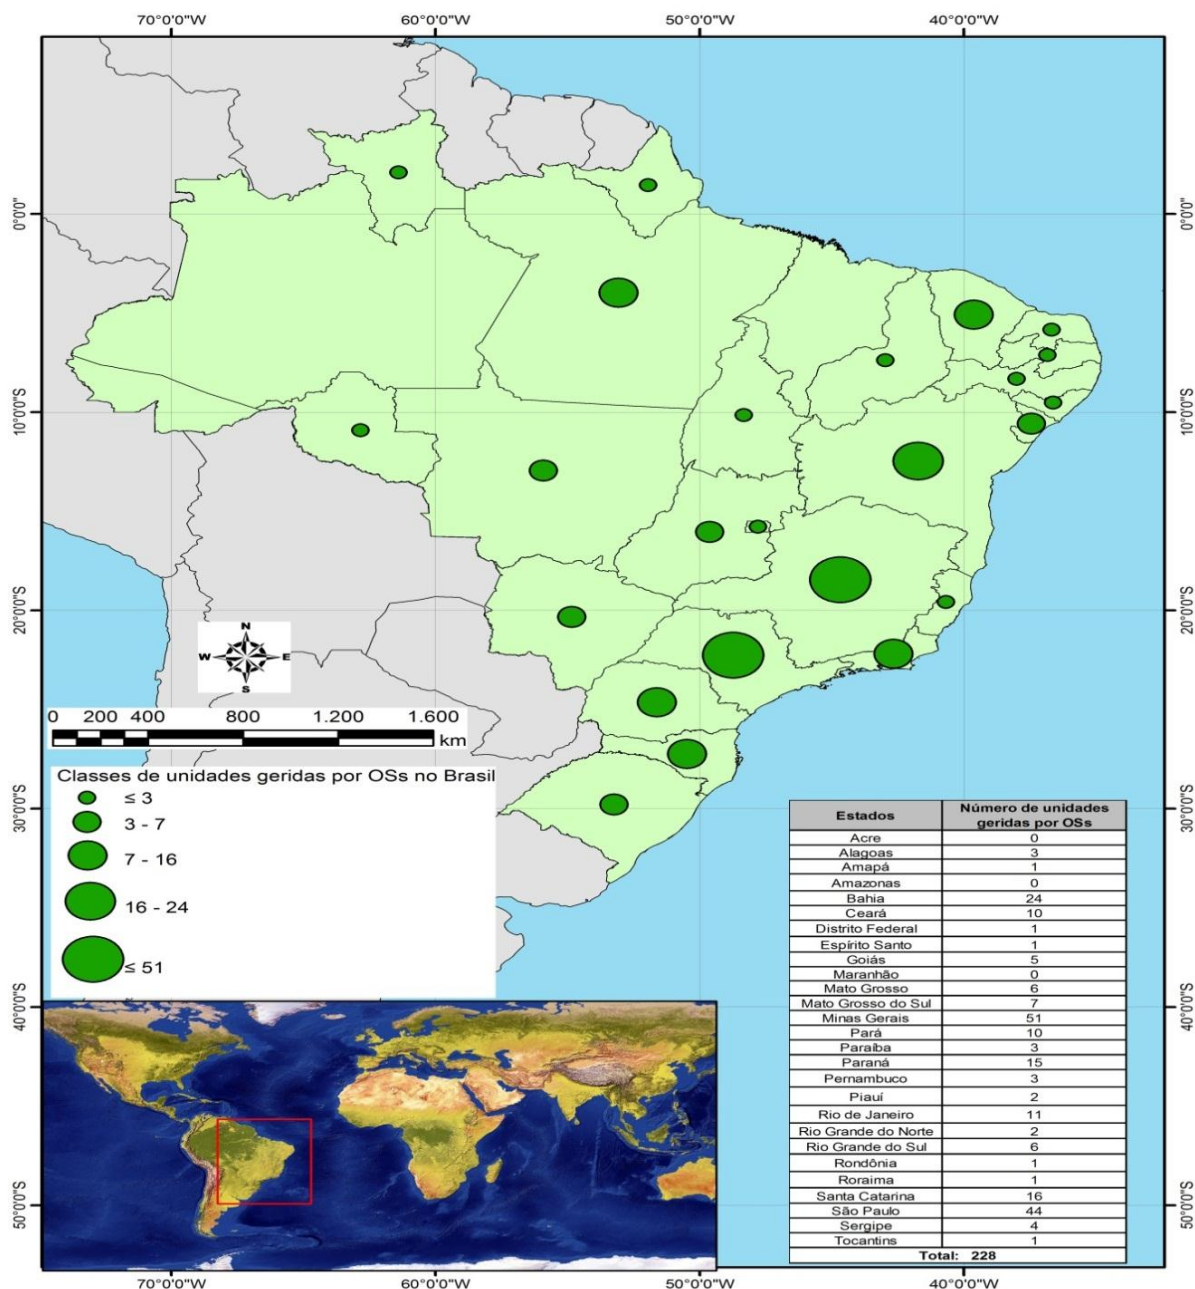 70°0'0"W 60°0'0"W 50°0'0"W 40°0'0"W
0°0'0" 0°0'0"
10°0'0"S 10°0'0"S
20°0'0"S 20°0'0"S
N
W E
S
0 200 400 800 1.200 1.600
km
Classes de unidades geridas por OSs no Brasil
≤ 3
3 - 7
7 - 16
16 - 24
≤ 51
30°0'0"S 30°0'0"S
40°0'0"S 40°0'0"S
50°0'0"S 50°0'0"S
Estados Número de unidades
geridas por OSs
Acre 0
Alagoas 3
Amapá 1
Amazonas 0
Bahia 24
Ceará 10
Distrito Federal 1
Espírito Santo 1
Goiás 5
Maranhão 0
Mato Grosso 6
Mato Grosso do Sul 7
Minas Gerais 51
Pará 10
Paraíba 3
Paraná 15
Pernambuco 3
Piauí 2
Rio de Janeiro 11
Rio Grande do Norte 2
Rio Grande do Sul 6
Rondônia 1
Roraima 1
Santa Catarina 16
São Paulo 44
Sergipe 4
Tocantins 1
Total: 228
70°0'0"W 60°0'0"W 50°0'0"W 40°0'0"W